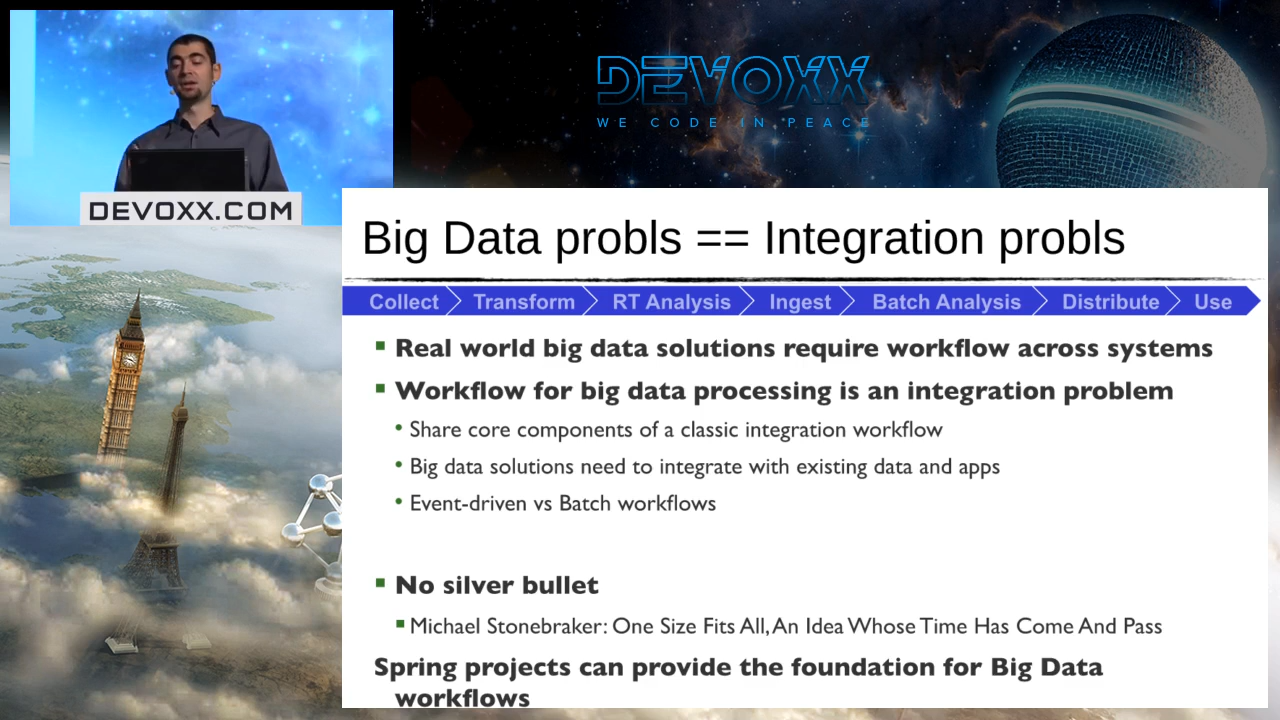 DEVOXX
WE CODE IN PEACE
DEVOXX.COM
Big Data probls == Integration probls
Collect Transform RT Analysis Ingest Batch Analysis Distribute Use
Real world big data solutions require workflow across systems
Workflow for big data processing is an integration problem
Share core components of a classic integration workflow
Big data solutions need to integrate with existing data and apps
Event-driven vs Batch workflows
No silver bullet
Michael Stonebraker: One Size Fits All, An Idea Whose Time Has Come And Pass
Spring projects can provide the foundation for Big Data
workflows